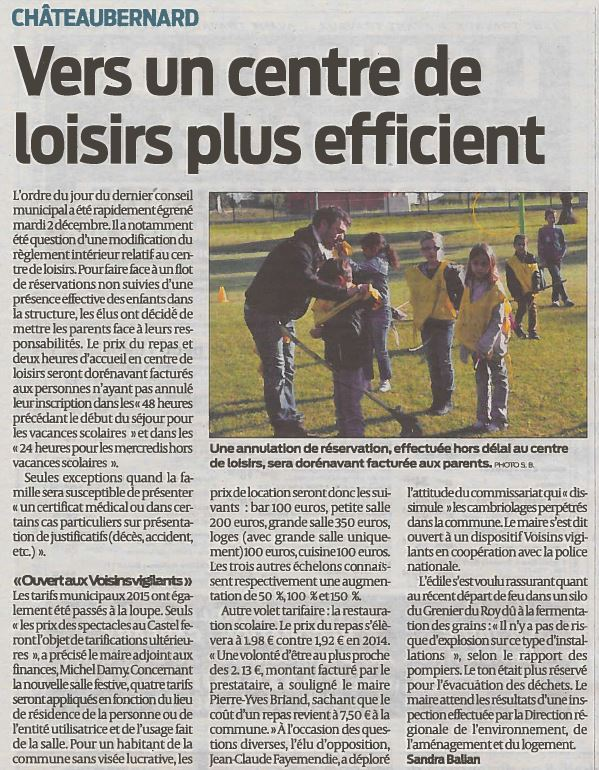 CHÂTEAUBERNARD
Vers un centre de
loisirs plus efficient
L'ordre du jour du dernier conseil
municipal a été rapidement égrené
mardi 2 décembre. Il a notamment
été question d'une modification du
règlement intérieur relatif au cen-
tre de loisirs. Pour faire face à un flot
de réservations non suivies d'une
présence effective des enfants dans
la structure, les élus ont décidé de
mettre les parents face à leurs res-
ponsabilités. Le prix du repas et
deux heures d'accueil en centre de
loisirs seront dorénavant facturés
aux personnes n'ayant pas annulé
leur inscription dans les « 48 heures
précédant le début du séjour pour
les vacances scolaires » et dans les
« 24 heures pour les mercredis hors
vacances scolaires ».
Seules exceptions quand la fa-
mille sera susceptible de présenter
« un certificat médical ou dans cer-
tains cas particuliers sur présenta-
tion de justificatifs (décès, accident,
etc.) ».
« Ouvert aux Voisins vigilants »
Les tarifs municipaux 2015 ont éga-
lement été passés à la loupe. Seuls
« les prix des spectacles au Castel fe-
ront l'objet de tarifications ultérieu-
res », a précisé le maire adjoint aux
finances, Michel Damy. Concernant
la nouvelle salle festive, quatre tarifs
seront appliqués en fonction du lieu
de résidence de la personne ou de
l'entité utilisatrice et de l'usage fait
de la salle. Pour un habitant de la
commune sans visée lucrative, les
Une annulation de réservation, effectuée hors délai au centre
de loisirs, sera dorénavant facturée aux parents. PHOTO S. B.
prix de location seront donc les sui-
vants : bar 100 euros, petite salle
200 euros, grande salle 350 euros,
loges (avec grande salle unique-
ment) 100 euros, cuisine 100 euros.
Les trois autres échelons connais-
sent respectivement une augmenta-
tion de 50 %, 100 % et 150 %.
Autre volet tarifaire : la restaura-
tion scolaire. Le prix du repas s'élè-
vera à 1.98 € contre 1,92 en 2014.
« Une volonté d'être au plus proche
des 2. 13 €, montant facturé par le
prestataire, a souligné le maire
Pierre-Yves Briand, sachant que le
coût d'un repas revient à 7,50 € à la
commune. » À l'occasion des ques-
tions diverses, l'élu d'opposition,
Jean-Claude Fayemendie, a déploré
l'attitude du commissariat qui « dis-
simule » les cambriolages perpétrés
dans la commune. Le maire s'est dit
ouvert à un dispositif Voisins vigi-
lants en coopération avec la police
nationale.
L'édile s'est voulu rassurant quant
au récent départ de feu dans un silo
du Grenier du Roy dû à la fermenta-
tion des grains : « Il n'y a pas de ris-
que d'explosion sur ce type d'instal-
lations », selon le rapport des
pompiers. Le ton était plus réservé
pour l'évacuation des déchets. Le
maire attend les résultats d'une ins-
pection effectuée par la Direction ré-
gionale de l'environnement, de
l'aménagement et du logement.
Sandra Balian